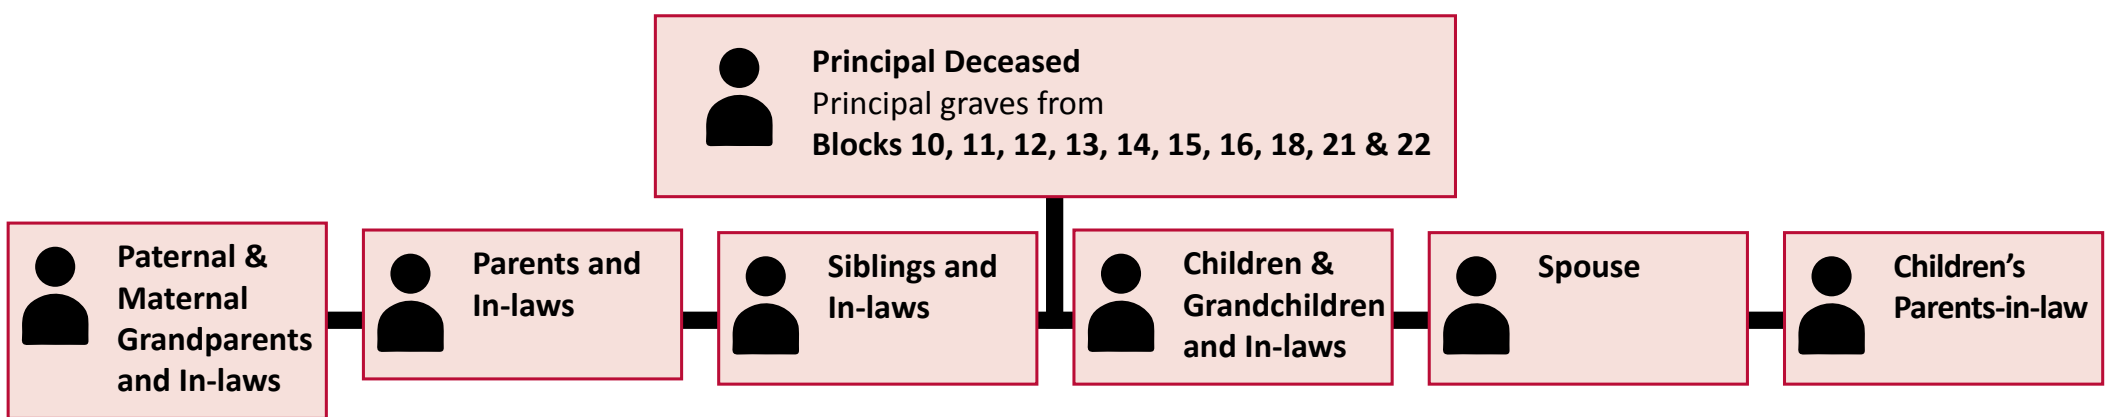 Principal Deceased
Principal graves from
Blocks 10, 11, 12, 13, 14, 15, 16, 18, 21 & 22
Paternal &
Maternal
Grandparents
and In-laws
Parents and
In-laws
Siblings and
In-laws
Children &
Grandchildren
and In-laws
Spouse
Children’s
Parents-in-law